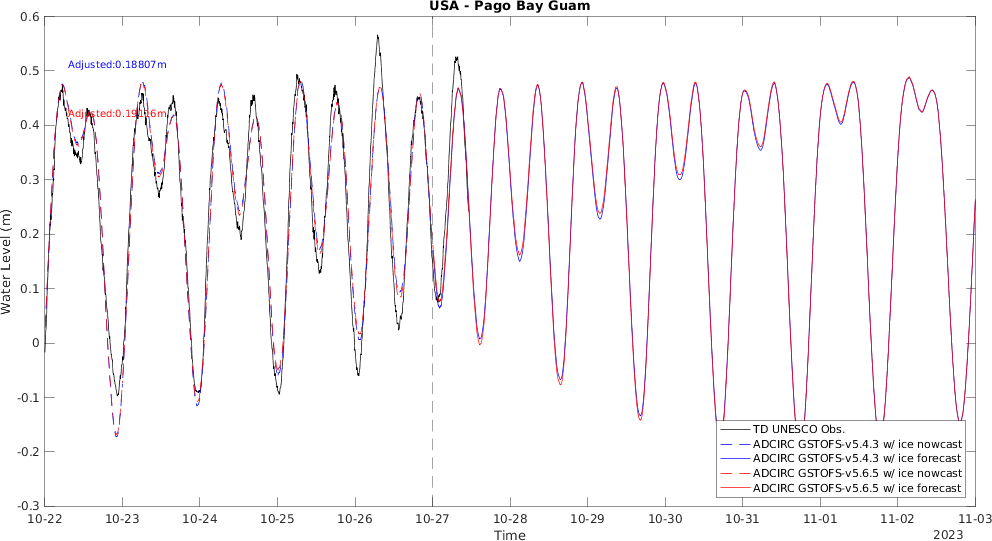 USA - Pago Bay Guam
0.6
0.5
0.4
0.3
0.2
0.1
0
-0.1
-0.2
-0.3
Water Level (m)
Adjusted:0.18807m
TD UNESCO Obs.
ADCIRC GSTOFS-v5.4.3 w/ ice nowcast
ADCIRC GSTOFS-v5.4.3 w/ ice forecast
ADCIRC GSTOFS-v5.6.5 w/ ice nowcast
ADCIRC GSTOFS-v5.6.5 w/ ice forecast
10-22 10-23 10-24 10-25 10-26 10-27 10-28 10-29 10-30 10-31 11-01 11-02 11-03
Time
2023